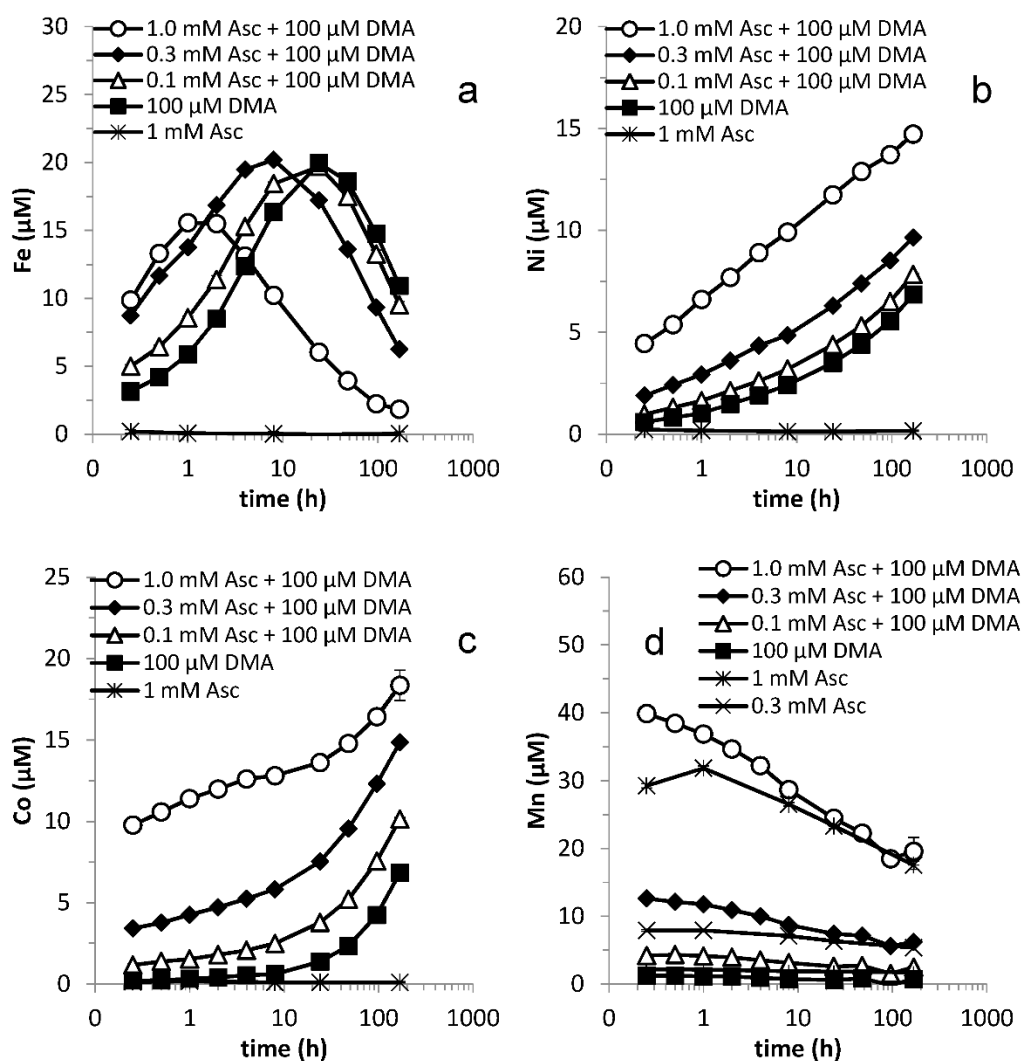 30
25
20
15
10
5
0
Fe (µM)
1.0 mM Asc + 100 µM DMA
0.3 mM Asc + 100 µM DMA
0.1 mM Asc + 100 µM DMA
100 µM DMA
1 mM Asc
a
0 1 10 100 1000
time (h)
20
15
10
5
0
Ni (µM)
1.0 mM Asc + 100 µM DMA
0.3 mM Asc + 100 µM DMA
0.1 mM Asc + 100 µM DMA
100 µM DMA
1 mM Asc
b
0 1 10 100 1000
time (h)
25
20
15
10
5
0
Co (µM)
1.0 mM Asc + 100 µM DMA
0.3 mM Asc + 100 µM DMA
0.1 mM Asc + 100 µM DMA
100 µM DMA
1 mM Asc
c
0 1 10 100 1000
time (h)
60
50
40
30
20
10
0
Mn (µM)
1.0 mM Asc + 100 µM DMA
0.3 mM Asc + 100 µM DMA
0.1 mM Asc + 100 µM DMA
100 µM DMA
1 mM Asc
0.3 mM Asc
d
0 1 10 100 1000
time (h)